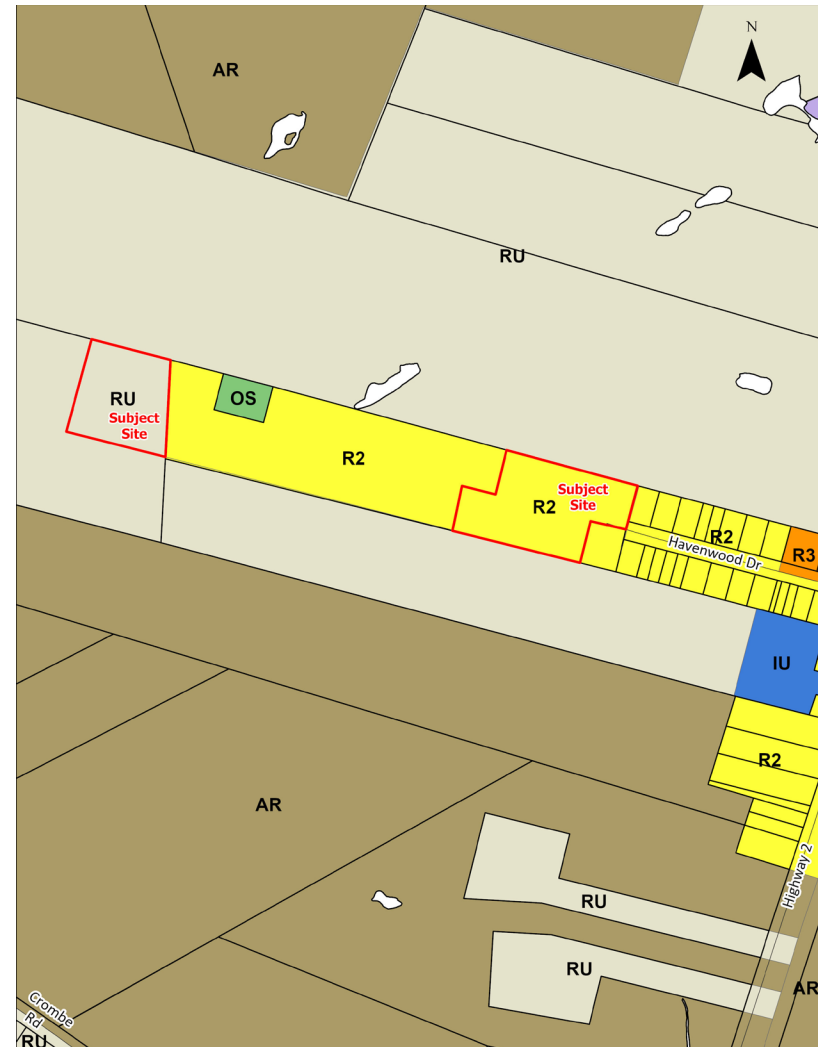 N
AR
RU
RU
Subject
Site
OS
R2
Subject
Site
R2
R2
Havenwood Dr
R3
IU
R2
AR
Highway 2
RU
RU
AR
Crombe
Rd
RU